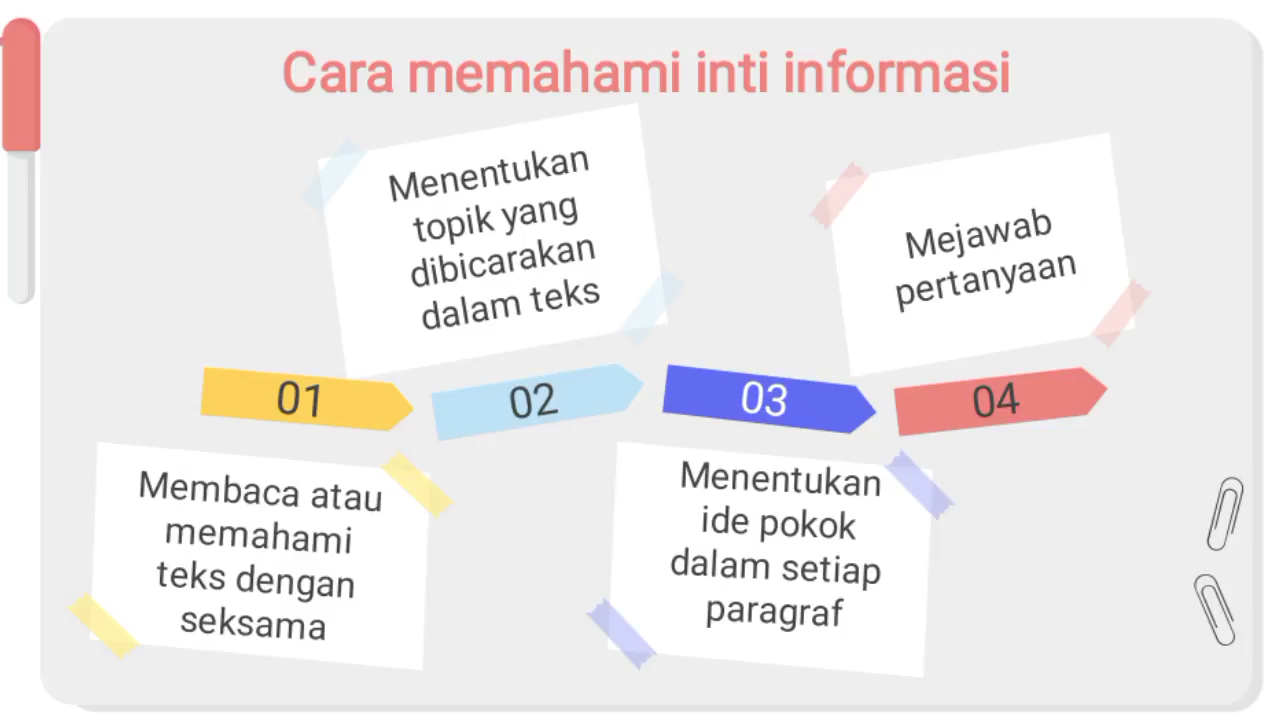 Cara memahami inti informasi
01
Membaca atau
memahami
teks dengan
seksama
02
Menentukan
topik yang
dibicarakan
dalam teks
03
Menentukan
ide pokok
dalam setiap
paragraf
04
Mejawab
pertanyaan